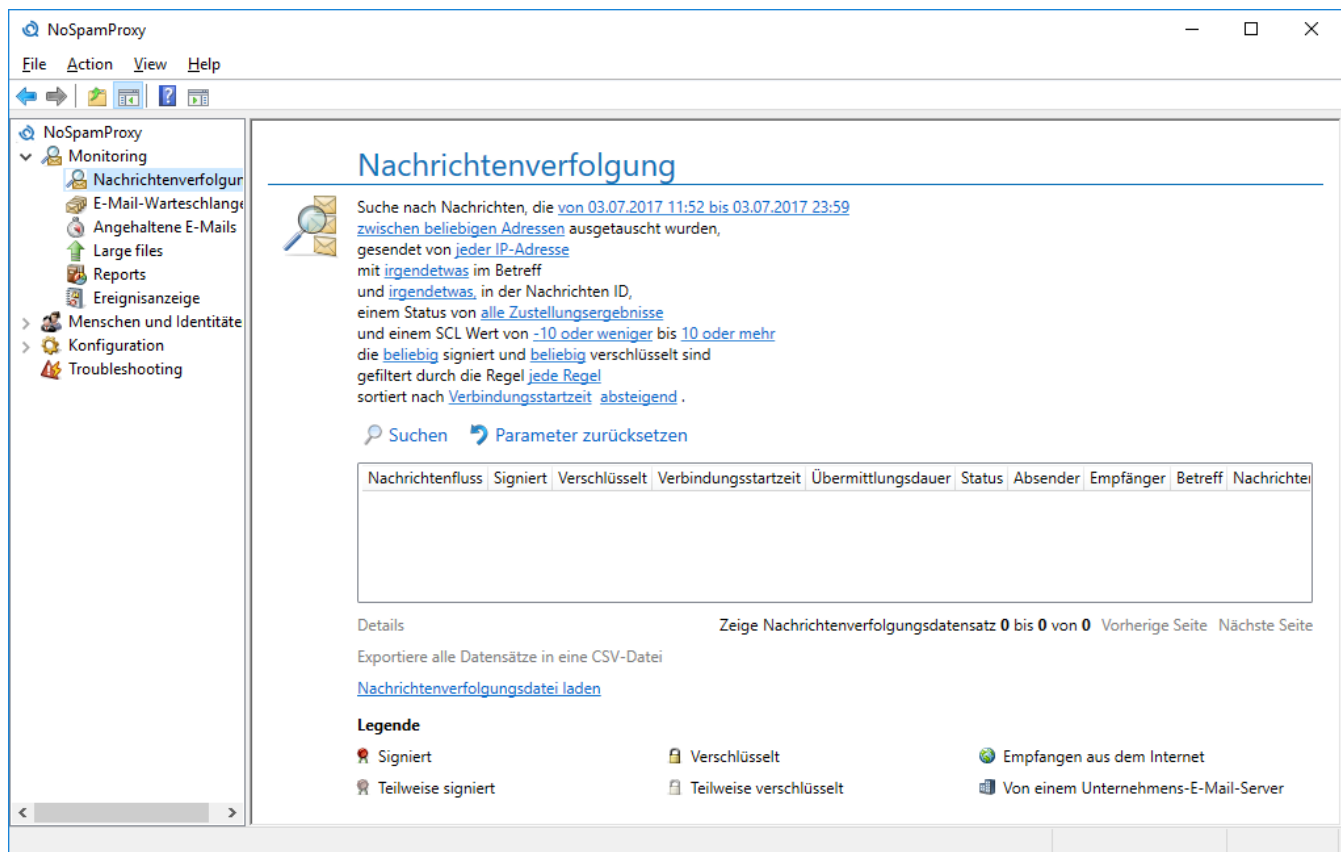 NoSpamProxy
File Action View Help
NoSpamProxy
Monitoring
Nachrichtenverfolgun
E-Mail-Warteschlange
Angehaltene E-Mails
Large files
Reports
Ereignisanzeige
Menschen und Identitäte
Konfiguration
Troubleshooting
Nachrichtenverfolgung
Suche nach Nachrichten, die von 03.07.2017 11:52 bis 03.07.2017 23:59
zwischen beliebigen Adressen ausgetauscht wurden,
gesendet von jeder IP-Adresse
mit irgendetwas im Betreff
und irgendetwas, in der Nachrichten ID,
einem Status von alle Zustellungsergebnisse
und einem SCL Wert von -10 oder weniger bis 10 oder mehr
die beliebig signiert und beliebig verschlüsselt sind
gefiltert durch die Regel jede Regel
sortiert nach Verbindungsstartzeit absteigend .
Suchen Parameter zurücksetzen
Nachrichtenfluss Signiert Verschlüsselt Verbindungsstartzeit Übermittlungsdauer Status Absender Empfänger Betreff Nachrichten
Details Zeige Nachrichtenverfolgungsdatensatz 0 bis 0 von 0 Vorherige Seite Nächste Seite
Exportiere alle Datensätze in eine CSV-Datei
Nachrichtenverfolgungsdatei laden
Legende
Signiert Verschlüsselt Empfangen aus dem Internet
Teilweise signiert Teilweise verschlüsselt Von einem Unternehmens-E-Mail-Server